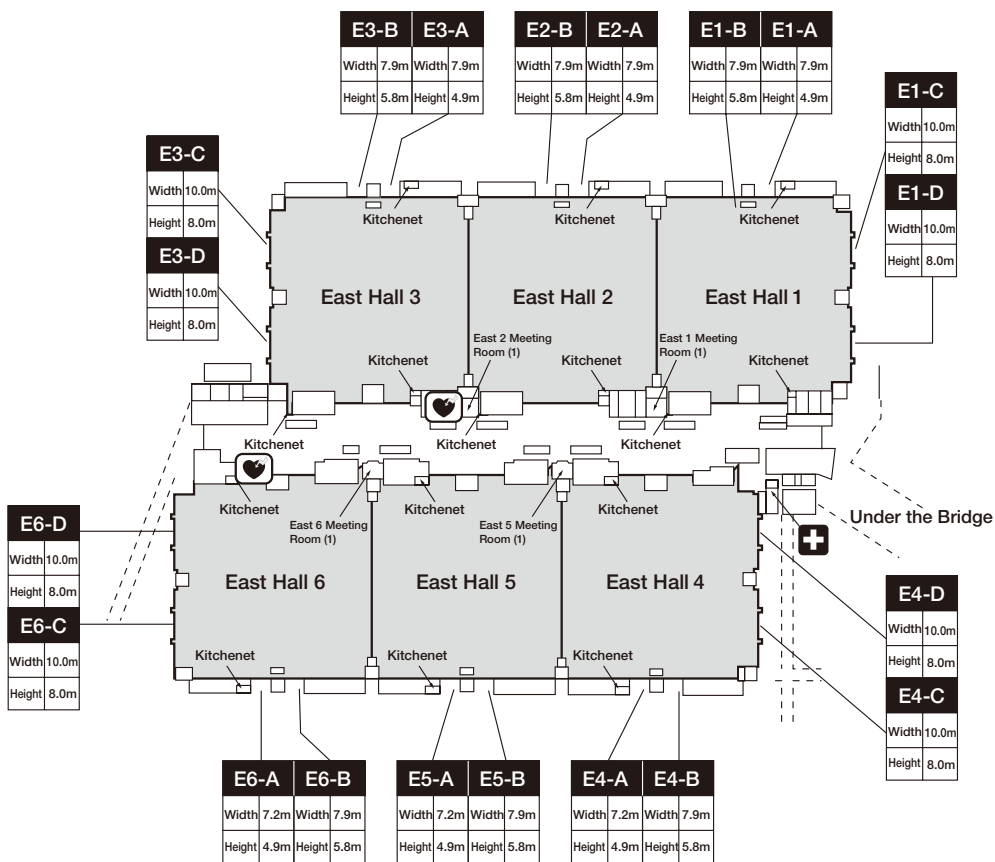 E3-B E3-A
Width 7.9m Width 7.9m
Height 5.8m Height 4.9m
E2-B E2-A
Width 7.9m Width 7.9m
Height 5.8m Height 4.9m
E1-B E1-A
Width 7.9m Width 7.9m
Height 5.8m Height 4.9m
E1-C
Width 10.0m
Height 8.0m
E1-D
Width 10.0m
Height 8.0m
E3-C
Width 10.0m
Height 8.0m
E3-D
Width 10.0m
Height 8.0m
Kitchenet
Kitchenet
Kitchenet
East Hall 3
East Hall 2
East Hall 1
East 2 Meeting
Room (1)
East 1 Meeting
Room (1)
Kitchenet
Kitchenet
Kitchenet
Kitchenet
Kitchenet
Kitchenet
Kitchenet
Kitchenet
Kitchenet
East 6 Meeting
Room (1)
East 5 Meeting
Room (1)
Under the Bridge
E6-D
Width 10.0m
Height 8.0m
E6-C
Width 10.0m
Height 8.0m
East Hall 6
East Hall 5
East Hall 4
E4-D
Width 10.0m
Height 8.0m
E4-C
Width 10.0m
Height 8.0m
Kitchenet
Kitchenet
Kitchenet
E6-A E6-B
Width 7.2m Width 7.9m
Height 4.9m Height 5.8m
E5-A E5-B
Width 7.2m Width 7.9m
Height 4.9m Height 5.8m
E4-A E4-B
Width 7.2m Width 7.9m
Height 4.9m Height 5.8m